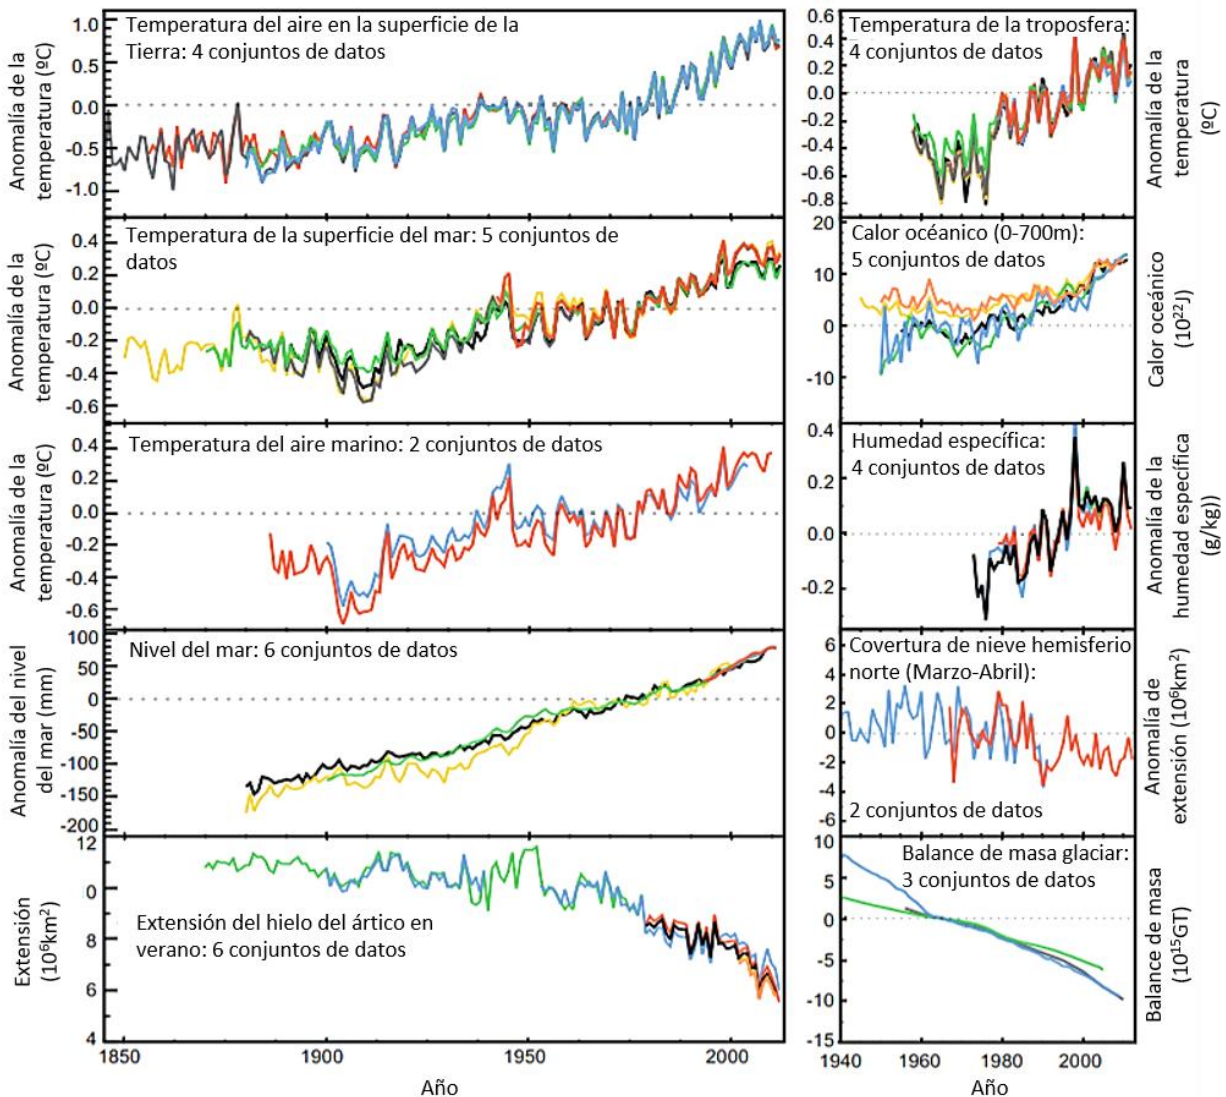 Temperatura del aire en la superficie de la
Tierra: 4 conjuntos de datos
Anomalía de la
temperatura (ºC)
1.0
0.5
0.0
-0.5
-1.0
Temperatura de la troposfera:
4 conjuntos de datos
0.6
0.4
0.2
0.0
-0.2
-0.4
-0.6
-0.8
Anomalía de la
temperatura
(ºC)
Temperatura de la superficie del mar: 5 conjuntos de
datos
Anomalía de la
temperatura (ºC)
0.4
0.2
0.0
-0.2
-0.4
-0.6
Calor océanico (0-700m):
5 conjuntos de datos
20
10
0
-10
Calor oceánico
(10²²J)
Temperatura del aire marino: 2 conjuntos de datos
Anomalía de la
temperatura (ºC)
0.4
0.2
0.0
-0.2
-0.4
-0.6
Humedad específica:
4 conjuntos de datos
0.4
0.2
0.0
-0.2
Anomalía de la
humedad específica
(g/kg))
Nivel del mar: 6 conjuntos de datos
Anomalía del nivel
del mar (mm)
100
50
0
-50
-100
-150
-200
Covertura de nieve hemisferio
norte (Marzo-Abril):
2 conjuntos de datos
6
4
2
0
-2
-4
-6
Anomalía de
extensión (10⁶km²)
Extensión del hielo del ártico en
verano: 6 conjuntos de datos
Extensión
(10⁶km²)
12
0
8
6
4
1850
1900
1950
2000
Año
Balance de masa glaciar:
3 conjuntos de datos
10
5
0
-5
-10
-15
Balance de masa
(10¹⁵GT)
1940
1960
1980
2000
Año